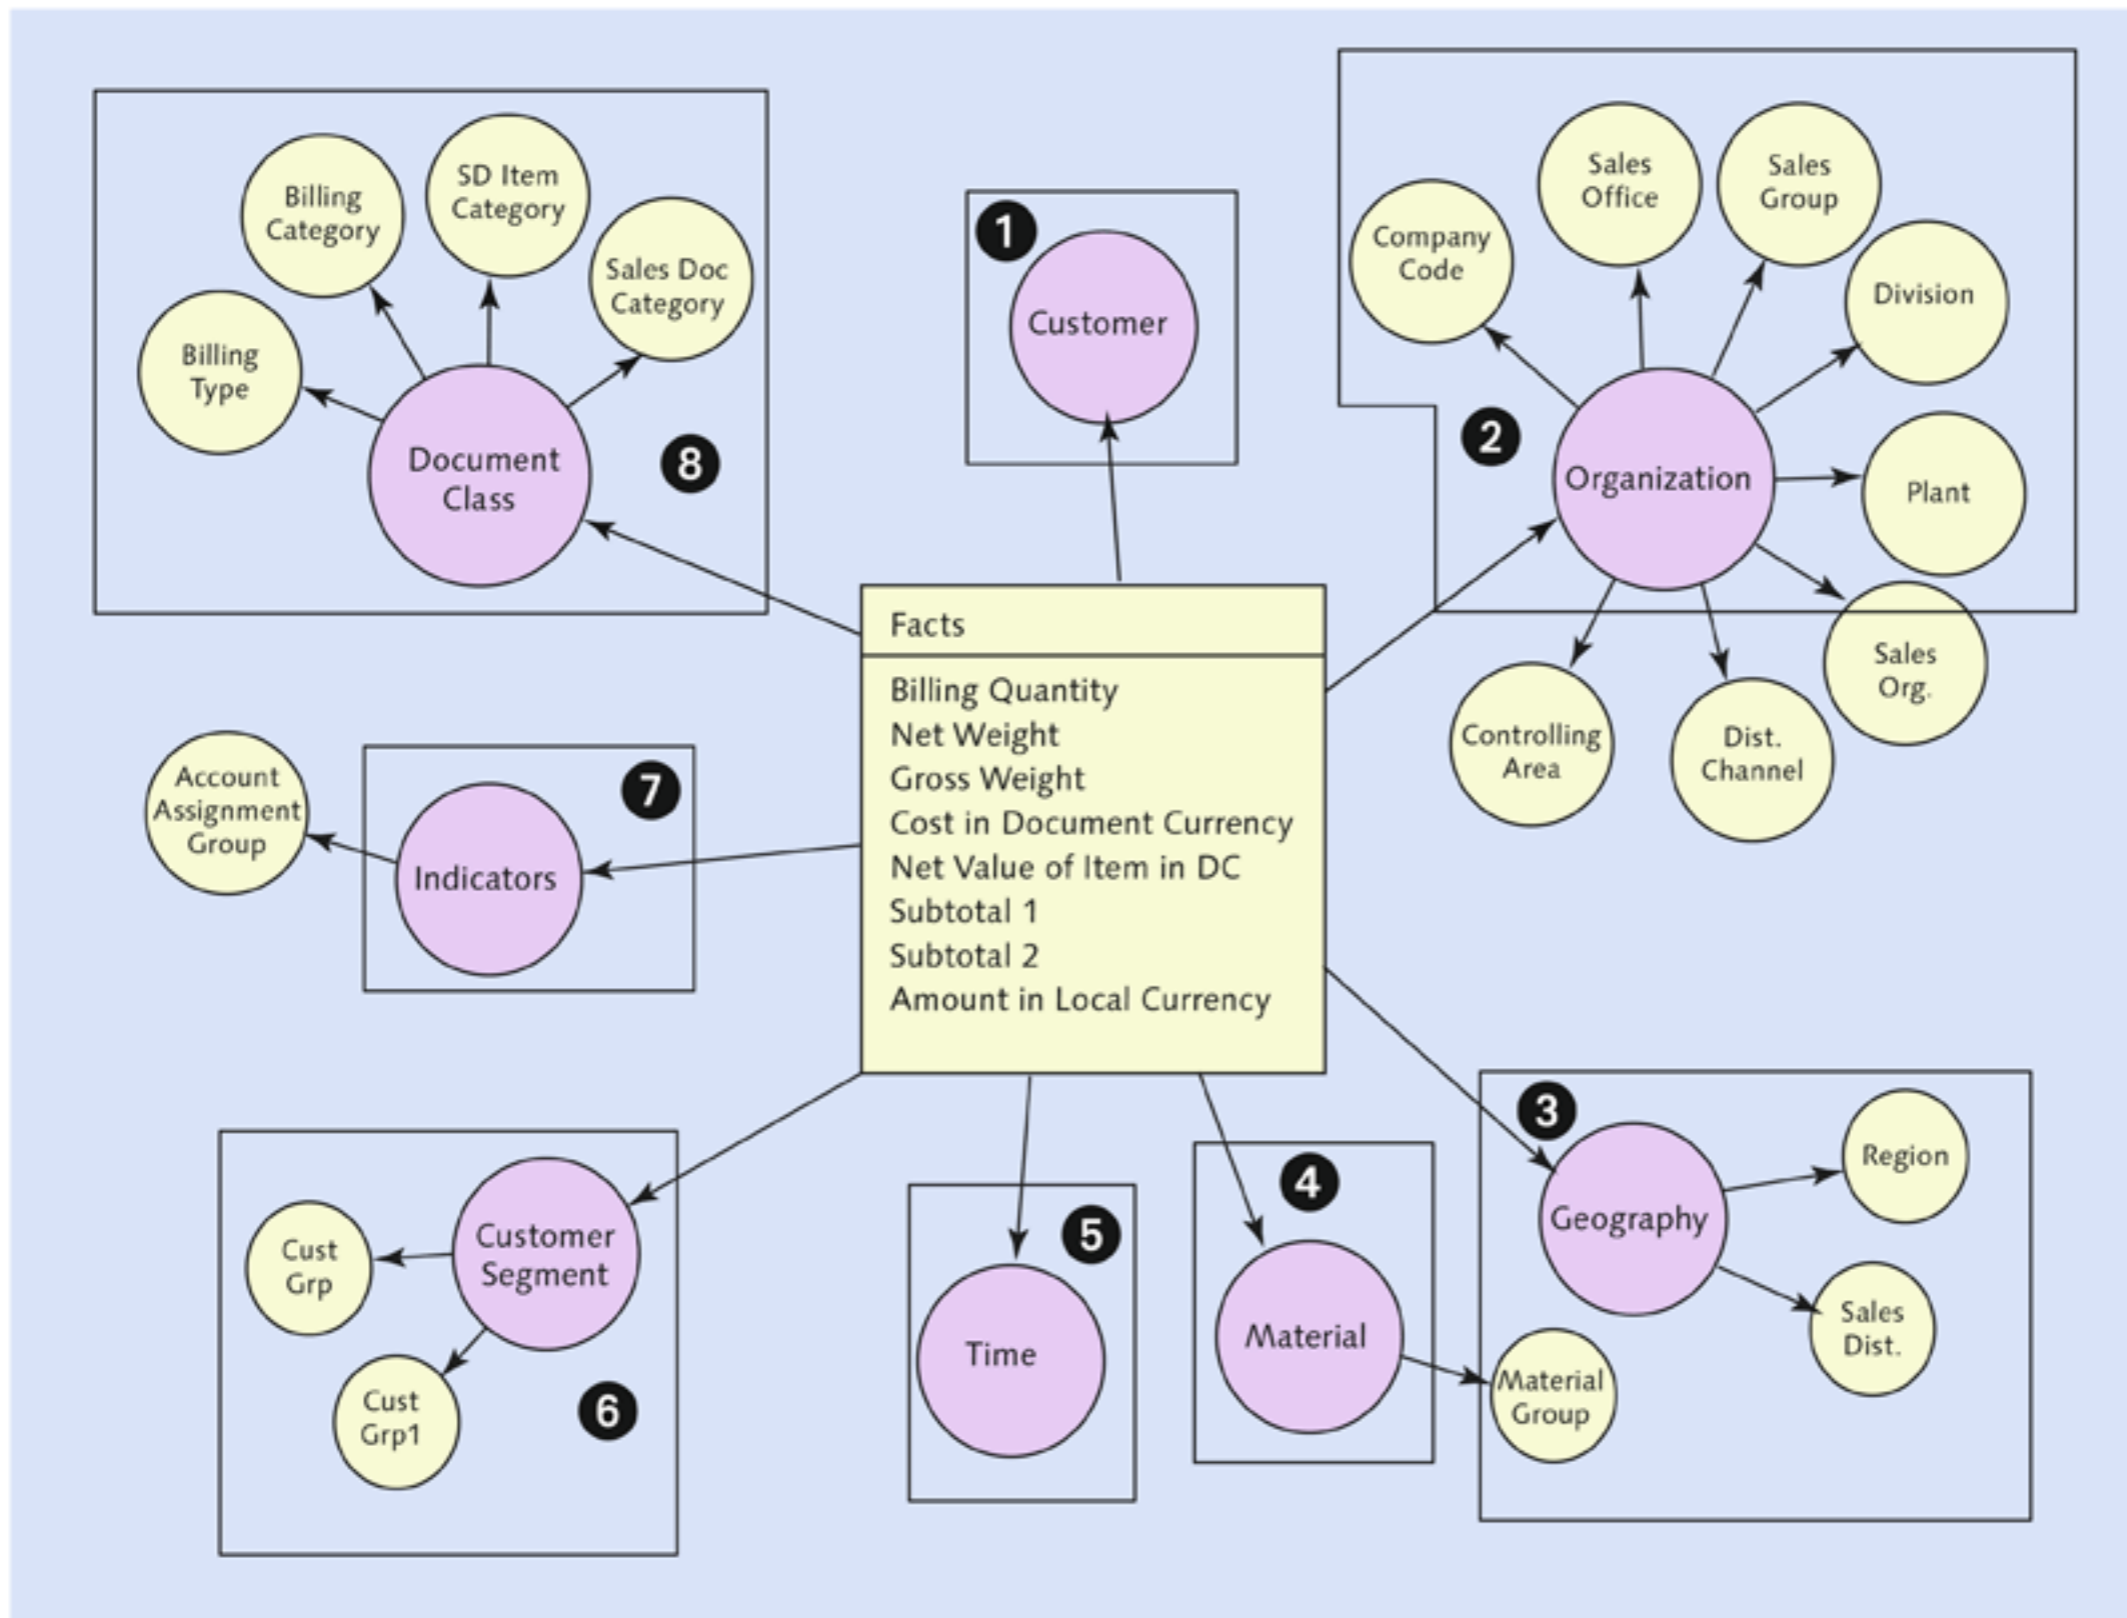 Billing
Category
SD Item
Category
Sales Doc
Category
Billing
Type
Document
Class
8
1
Customer
Sales
Office
Sales
Group
Company
Code
Division
2
Organization
Plant
Sales
Org.
Controlling
Area
Dist.
Channel
Facts
Billing Quantity
Net Weight
Gross Weight
Cost in Document Currency
Net Value of Item in DC
Subtotal 1
Subtotal 2
Amount in Local Currency
Account
Assignment
Group
7
Indicators
Customer
Segment
Cust
Grp
Cust
Grp1
6
5
Time
4
Material
Material
Group
3
Geography
Region
Sales
Dist.